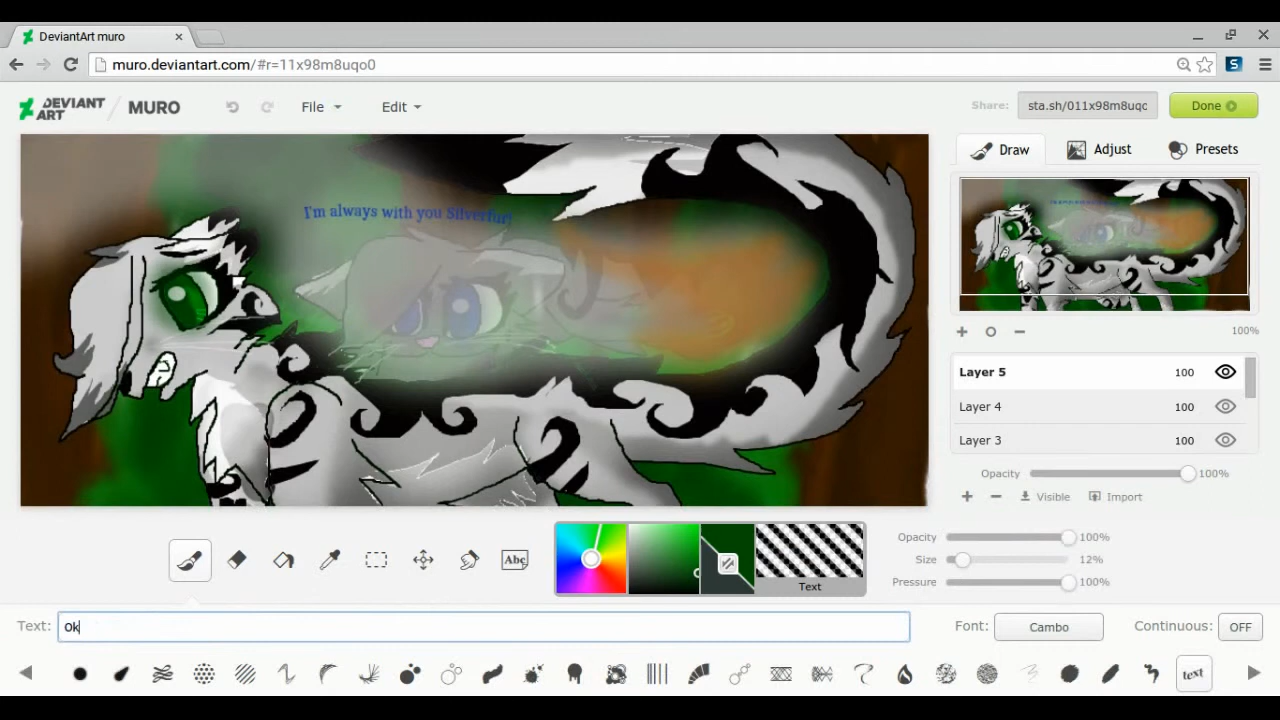 DeviantArt muro
muro.deviantart.com/#r=11x98m8uqo0
DEVIANT ART MURO File Edit Share: sta.sh/011x98m8uqc Done
Draw Adjust Presets
I'm always with you Silverfur!
100%
Layer 5 100
Layer 4 100
Layer 3 100
Opacity 100%
Visible Import
Abc
Text
Opacity 100%
Size 12%
Pressure 100%
Text: Ok Font: Cambo Continuous: OFF
text